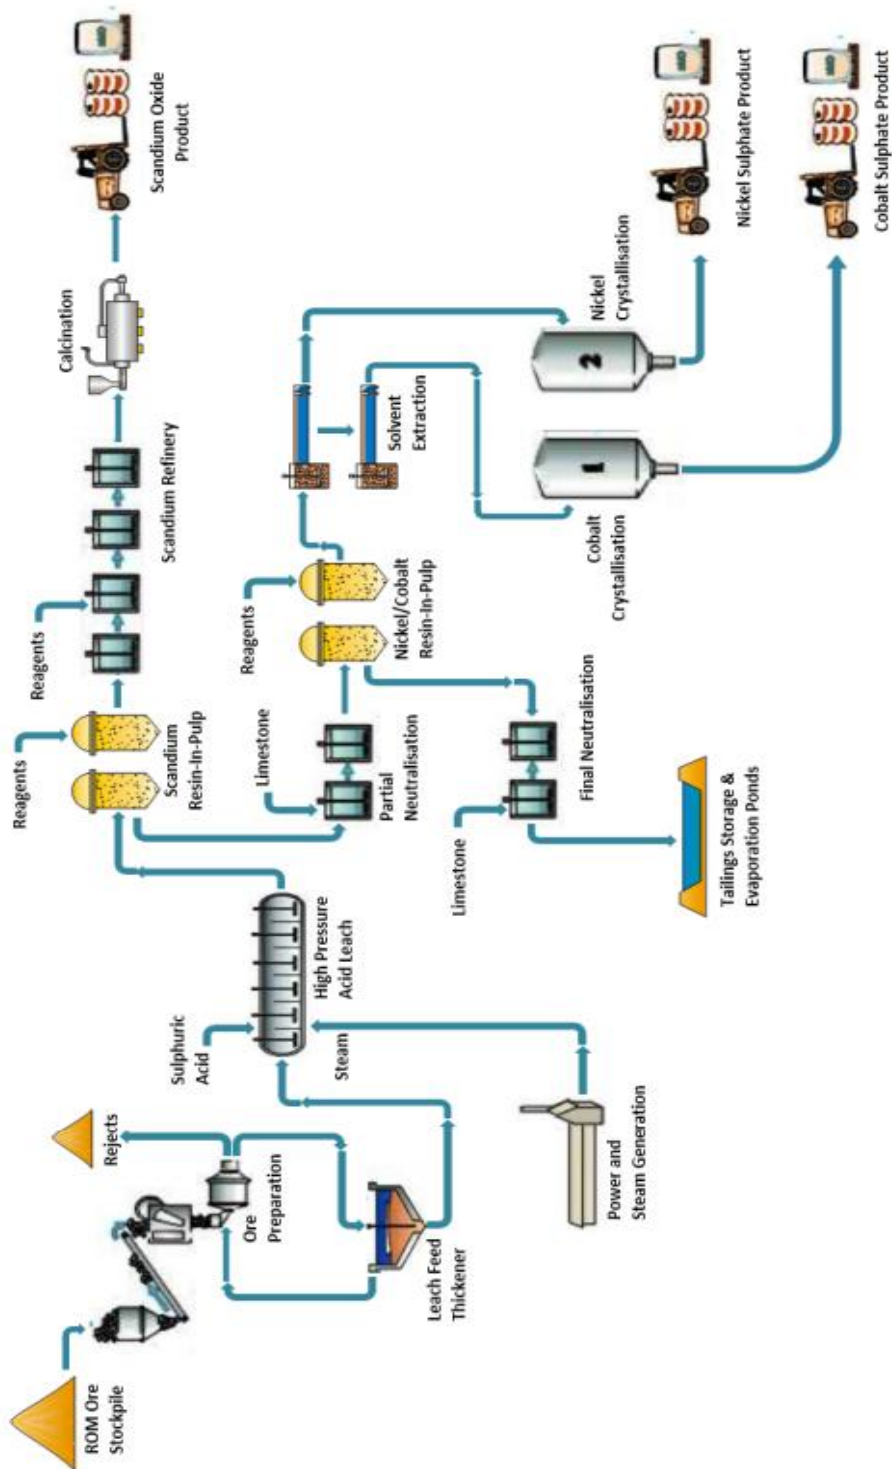 ROM Ore
Stockpile
Rejects
Ore
Preparation
Leach Feed
Thickener
Sulphuric
Acid
Steam
High Pressure
Acid Leach
Power and
Steam Generation
Reagents
Scandium
Resin-In-Pulp
Reagents
Scandium Refinery
Calcination
Scandium Oxide
Product
Limestone
Partial
Neutralisation
Reagents
Nickel/Cobalt
Resin-In-Pulp
Solvent
Extraction
Limestone
Final Neutralisation
Tailings Storage &
Evaporation Ponds
1
Cobalt
Crystallisation
2
Nickel
Crystallisation
Nickel Sulphate Product
Cobalt Sulphate Product